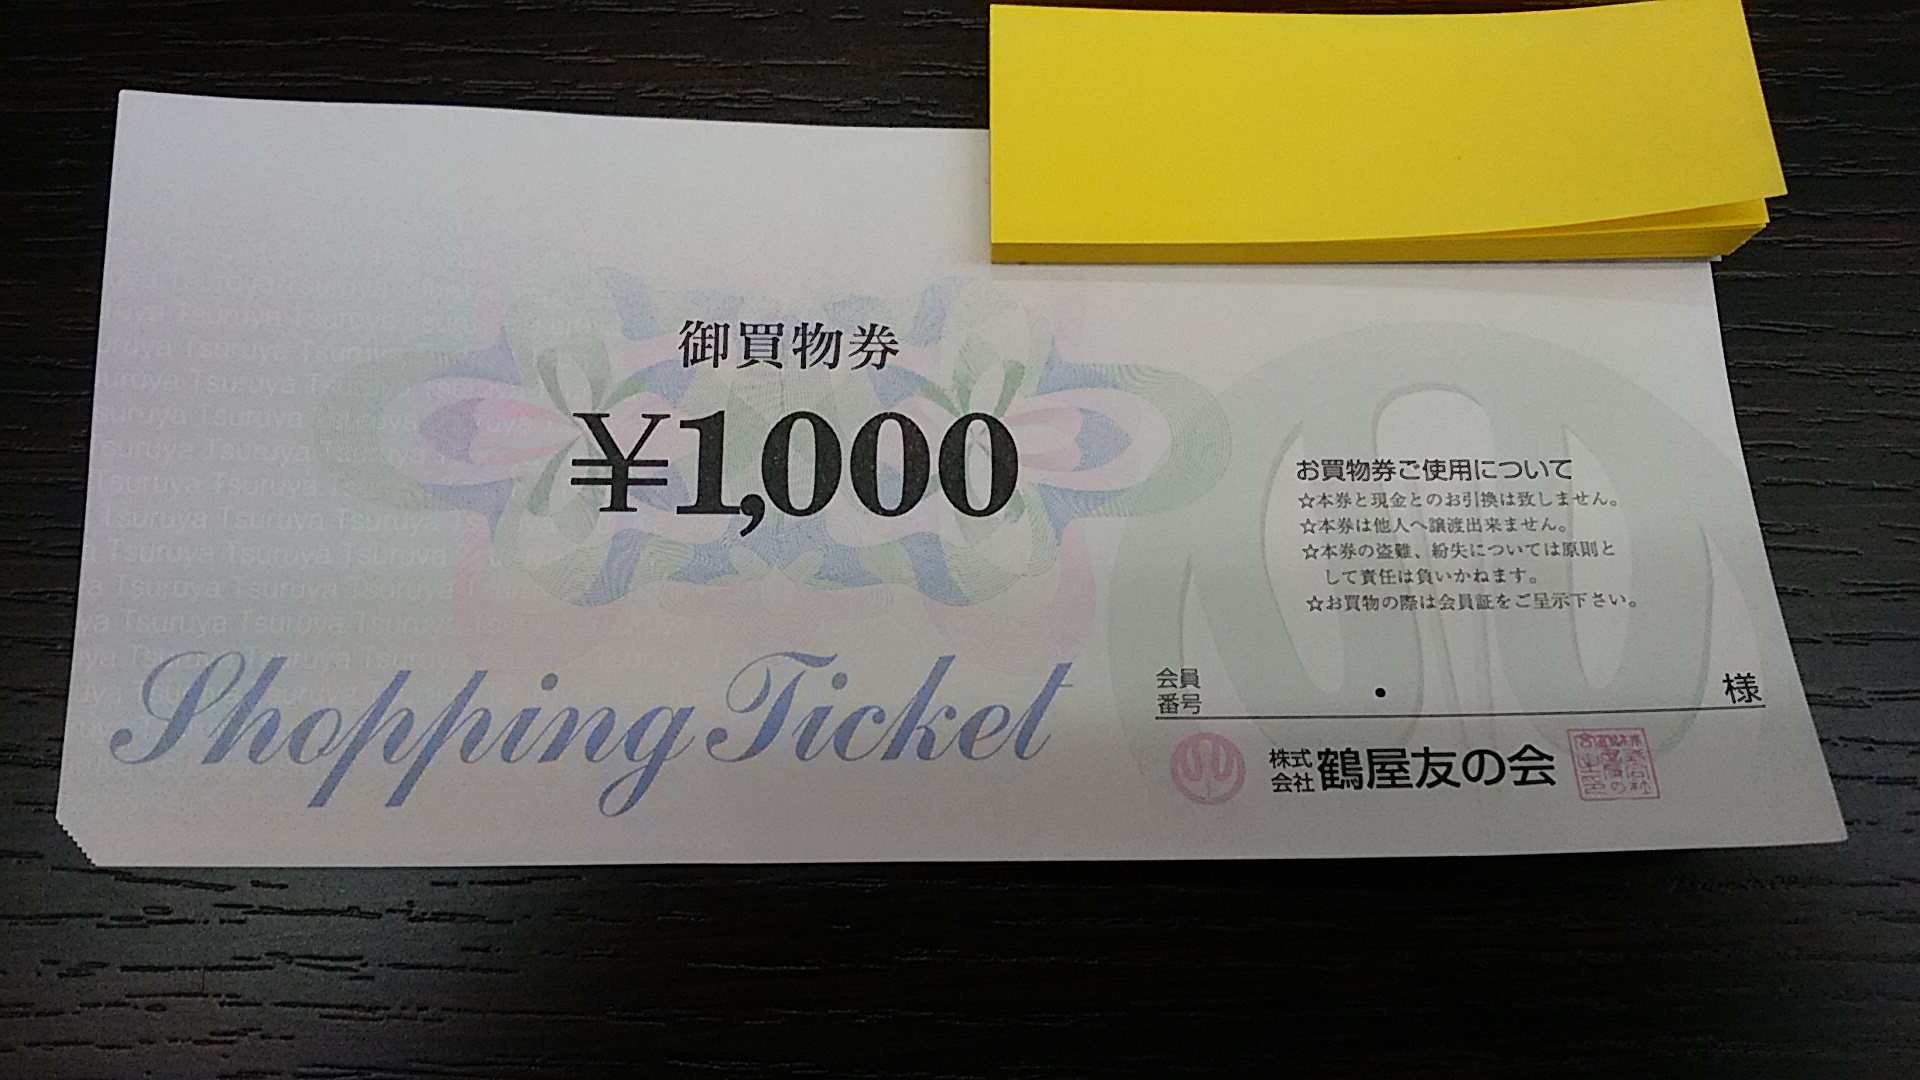 御買物券
¥1,000
Shopping Ticket
お買物券ご使用について
☆本券と現金とのお引換は致しません。
☆本券は他人へ譲渡出来ません。
☆本券の盗難、紛失については原則と
して責任は負いかねます。
☆お買物の際は会員証をご呈示下さい。
会員番号 ・ 様
株式会社 鶴屋友の会
Tsuruya Tsuruya Tsuruya